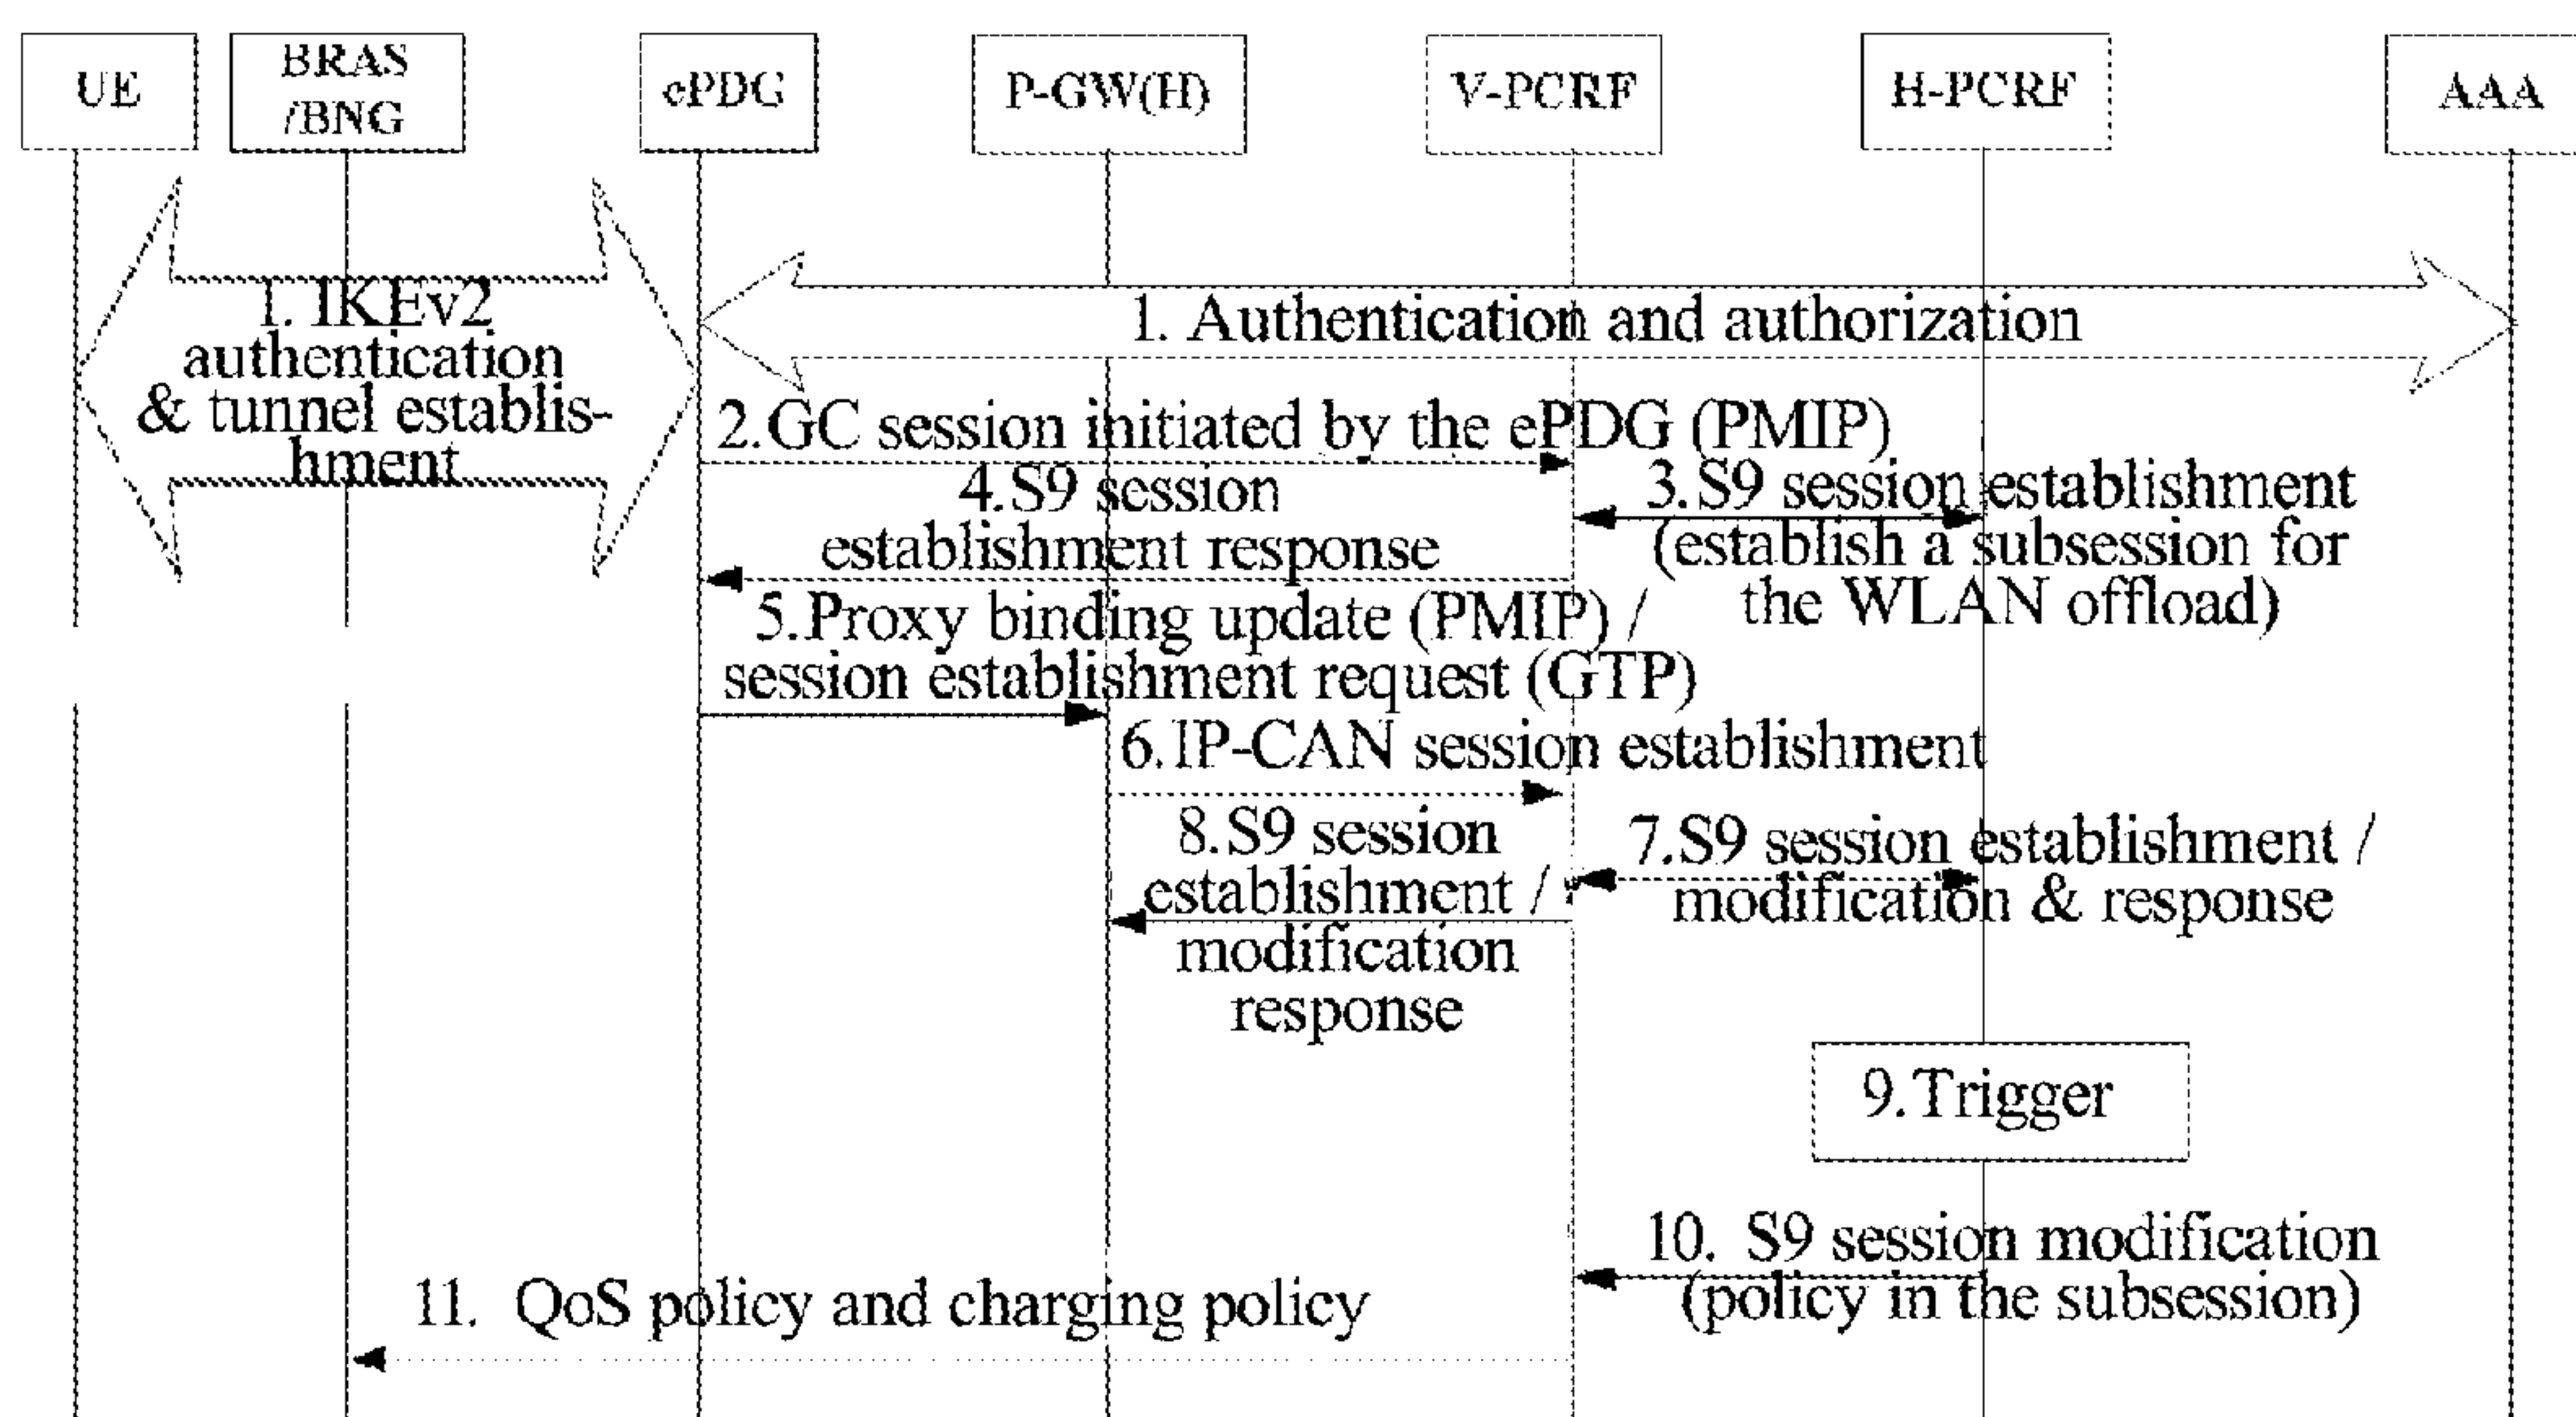 UE
BRAS
/BNG
ePDG
P-GW(H)
V-PCRF
H-PCRF
AAA
1. IKEv2
authentication
& tunnel establis-
hment
1. Authentication and authorization
2.GC session initiated by the ePDG (PMIP)
3.S9 session establishment
(establish a subsession for
the WLAN offload)
4.S9 session
establishment response
5.Proxy binding update (PMIP) /
session establishment request (GTP)
6.IP-CAN session establishment
7.S9 session establishment /
modification & response
8.S9 session
establishment /
modification
response
9.Trigger
10. S9 session modification
(policy in the subsession)
11. QoS policy and charging policy